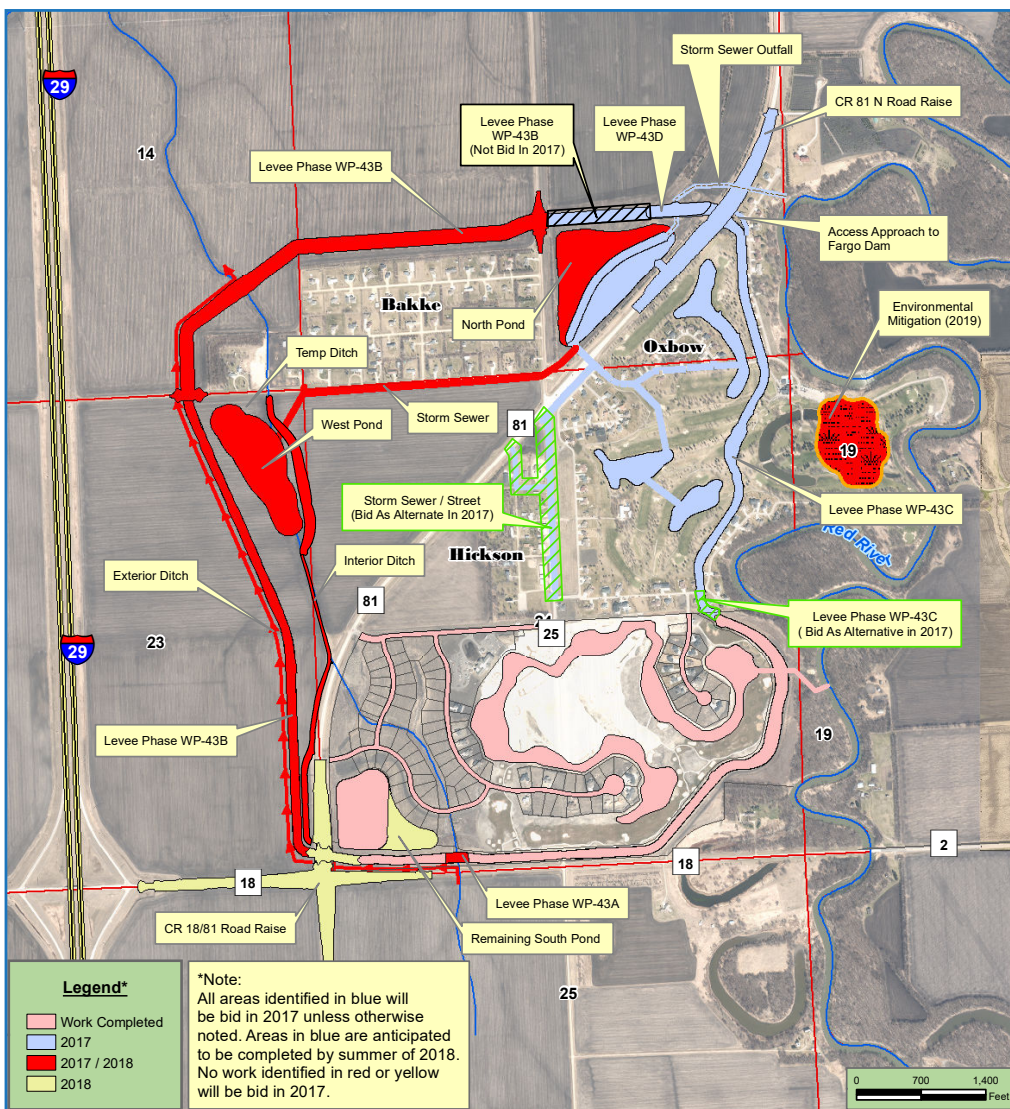 Storm Sewer Outfall
29
CR 81 N Road Raise
Levee Phase
WP-43B
(Not Bid In 2017)
Levee Phase
WP-43D
14
Levee Phase WP-43B
Access Approach to
Fargo Dam
Bakke
Environmental
Mitigation (2019)
North Pond
Oxbow
Temp Ditch
Storm Sewer
West Pond
81
19
Storm Sewer / Street
(Bid As Alternate In 2017)
Levee Phase WP-43C
Red River
Hickson
Interior Ditch
Exterior Ditch
81
Levee Phase WP-43C
( Bid As Alternative in 2017)
25
23
29
Levee Phase WP-43B
19
2
18
18
Levee Phase WP-43A
CR 18/81 Road Raise
Remaining South Pond
25
Legend*
Work Completed
2017
2017 / 2018
2018
*Note:
All areas identified in blue will
be bid in 2017 unless otherwise
noted. Areas in blue are anticipated
to be completed by summer of 2018.
No work identified in red or yellow
will be bid in 2017.
0 700 1,400
Feet